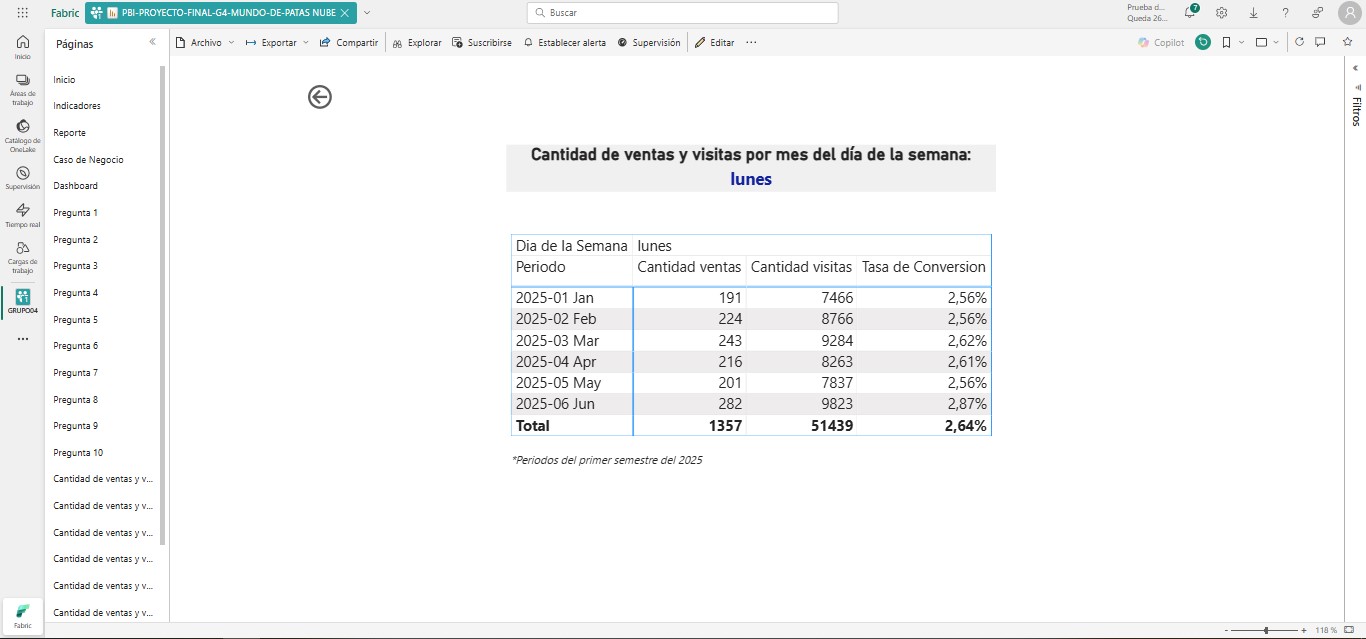 Fabric
PBI-PROYECTO-FINAL-G4-MUNDO-DE-PATAS NUBE
Buscar
Prueba d...
Queda 26...
7
Inicio
Áreas de trabajo
Catálogo de OneLake
Supervisión
Tiempo real
Cargas de trabajo
GRUPO04
Fabric
Páginas
Inicio
Indicadores
Reporte
Caso de Negocio
Dashboard
Pregunta 1
Pregunta 2
Pregunta 3
Pregunta 4
Pregunta 5
Pregunta 6
Pregunta 7
Pregunta 8
Pregunta 9
Pregunta 10
Cantidad de ventas y v...
Cantidad de ventas y v...
Cantidad de ventas y v...
Cantidad de ventas y v...
Cantidad de ventas y v...
Cantidad de ventas y v...
Archivo Exportar Compartir Explorar Suscribirse Establecer alerta Supervisión Editar Copilot
Cantidad de ventas y visitas por mes del día de la semana:
lunes
Dia de la Semana lunes
Periodo Cantidad ventas Cantidad visitas Tasa de Conversion
2025-01 Jan 191 7466 2,56%
2025-02 Feb 224 8766 2,56%
2025-03 Mar 243 9284 2,62%
2025-04 Apr 216 8263 2,61%
2025-05 May 201 7837 2,56%
2025-06 Jun 282 9823 2,87%
Total 1357 51439 2,64%
*Periodos del primer semestre del 2025
Filtros
- + 118 %